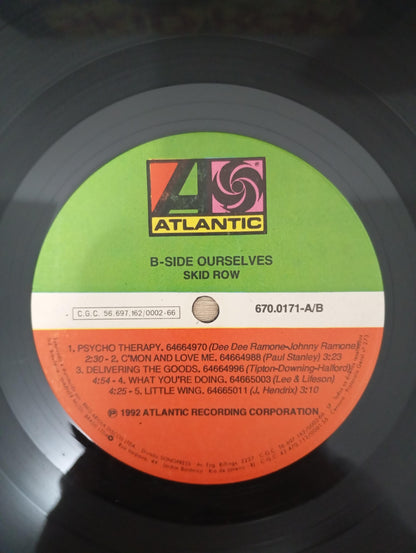 ATLANTIC
B-SIDE OURSELVES
SKID ROW
C.G.C. 56.697.162/0002-66
670.0171-A/B
1. PSYCHO THERAPY. 64664970 (Dee Dee Ramone-Johnny Ramone)
2:30 - 2. C'MON AND LOVE ME. 64664988 (Paul Stanley) 3:23
3. DELIVERING THE GOODS. 64664996 (Tipton-Downing-Halford)
4:54 - 4. WHAT YOU'RE DOING. 64665003 (Lee & Lifeson)
4:25 - 5. LITTLE WING. 64665011 (J. Hendrix) 3:10
℗ 1992 ATLANTIC RECORDING CORPORATION